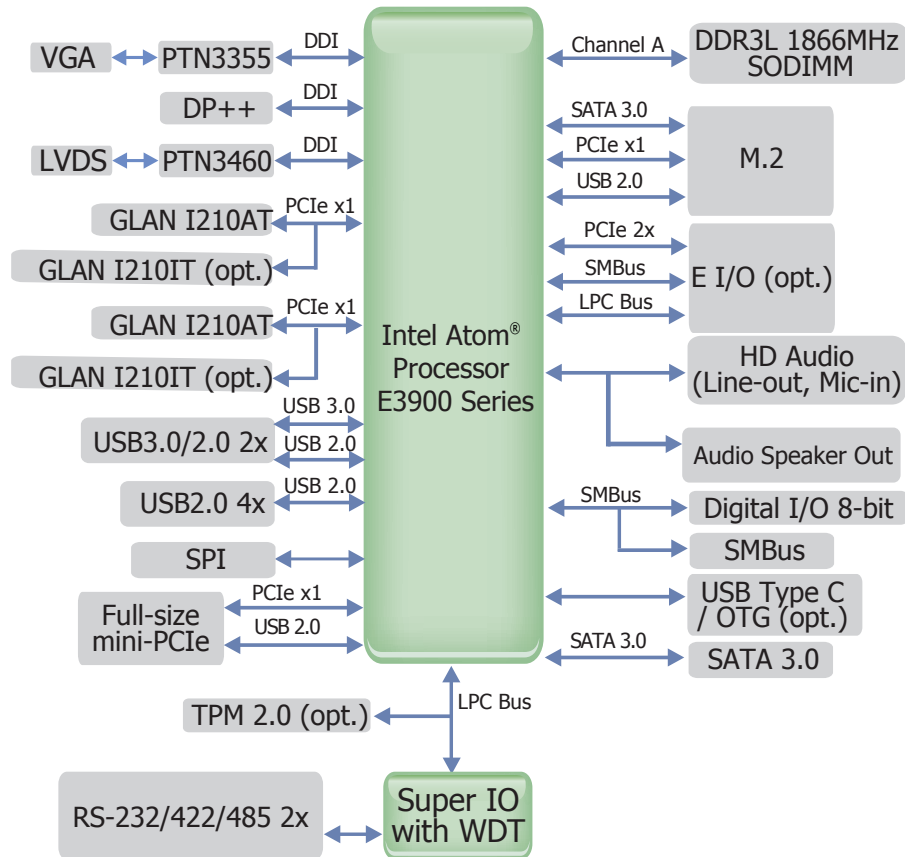 VGA
PTN3355
DDI
DP++
DDI
LVDS
PTN3460
DDI
GLAN I210AT
PCIe x1
GLAN I210IT (opt.)
GLAN I210AT
PCIe x1
GLAN I210IT (opt.)
USB3.0/2.0 2x
USB 3.0
USB 2.0
USB2.0 4x
USB 2.0
SPI
Full-size
mini-PCIe
PCIe x1
USB 2.0
Intel Atom®
Processor
E3900 Series
Channel A
DDR3L 1866MHz
SODIMM
SATA 3.0
PCIe x1
USB 2.0
M.2
PCIe 2x
SMBus
LPC Bus
E I/O (opt.)
HD Audio
(Line-out, Mic-in)
Audio Speaker Out
SMBus
Digital I/O 8-bit
SMBus
USB Type C
/ OTG (opt.)
SATA 3.0
SATA 3.0
LPC Bus
TPM 2.0 (opt.)
Super IO
with WDT
RS-232/422/485 2x